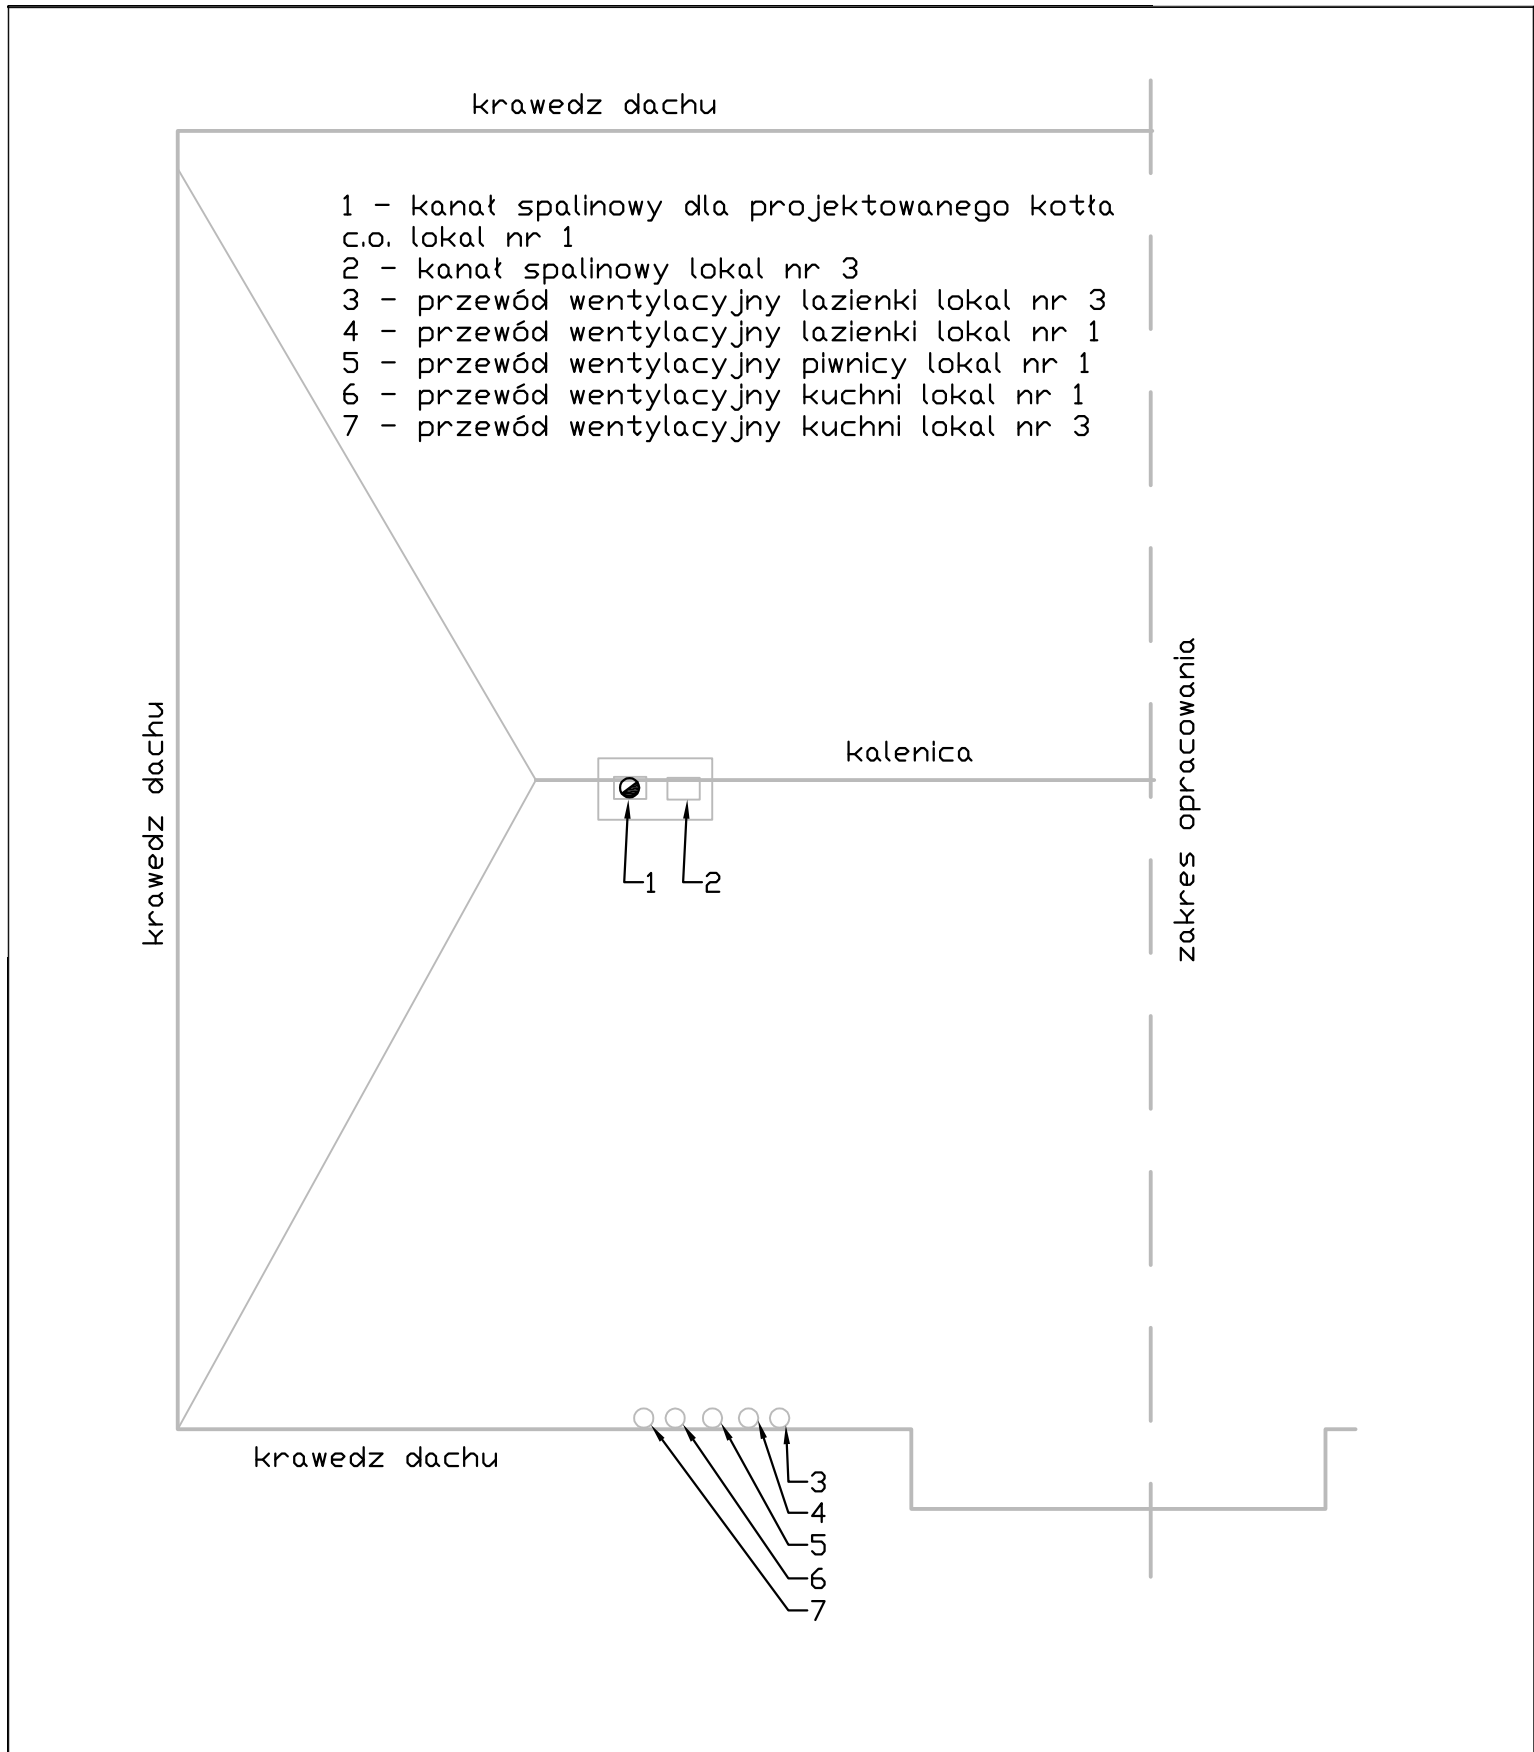 krawedz dachu
1 - kanał spalinowy dla projektowanego kotła
c.o. lokal nr 1
2 - kanał spalinowy lokal nr 3
3 - przewód wentylacyjny lazienki lokal nr 3
4 - przewód wentylacyjny lazienki lokal nr 1
5 - przewód wentylacyjny piwnicy lokal nr 1
6 - przewód wentylacyjny kuchni lokal nr 1
7 - przewód wentylacyjny kuchni lokal nr 3
krawedz dachu
kalenica
zakres opracowania
1
2
krawedz dachu
3
4
5
6
7